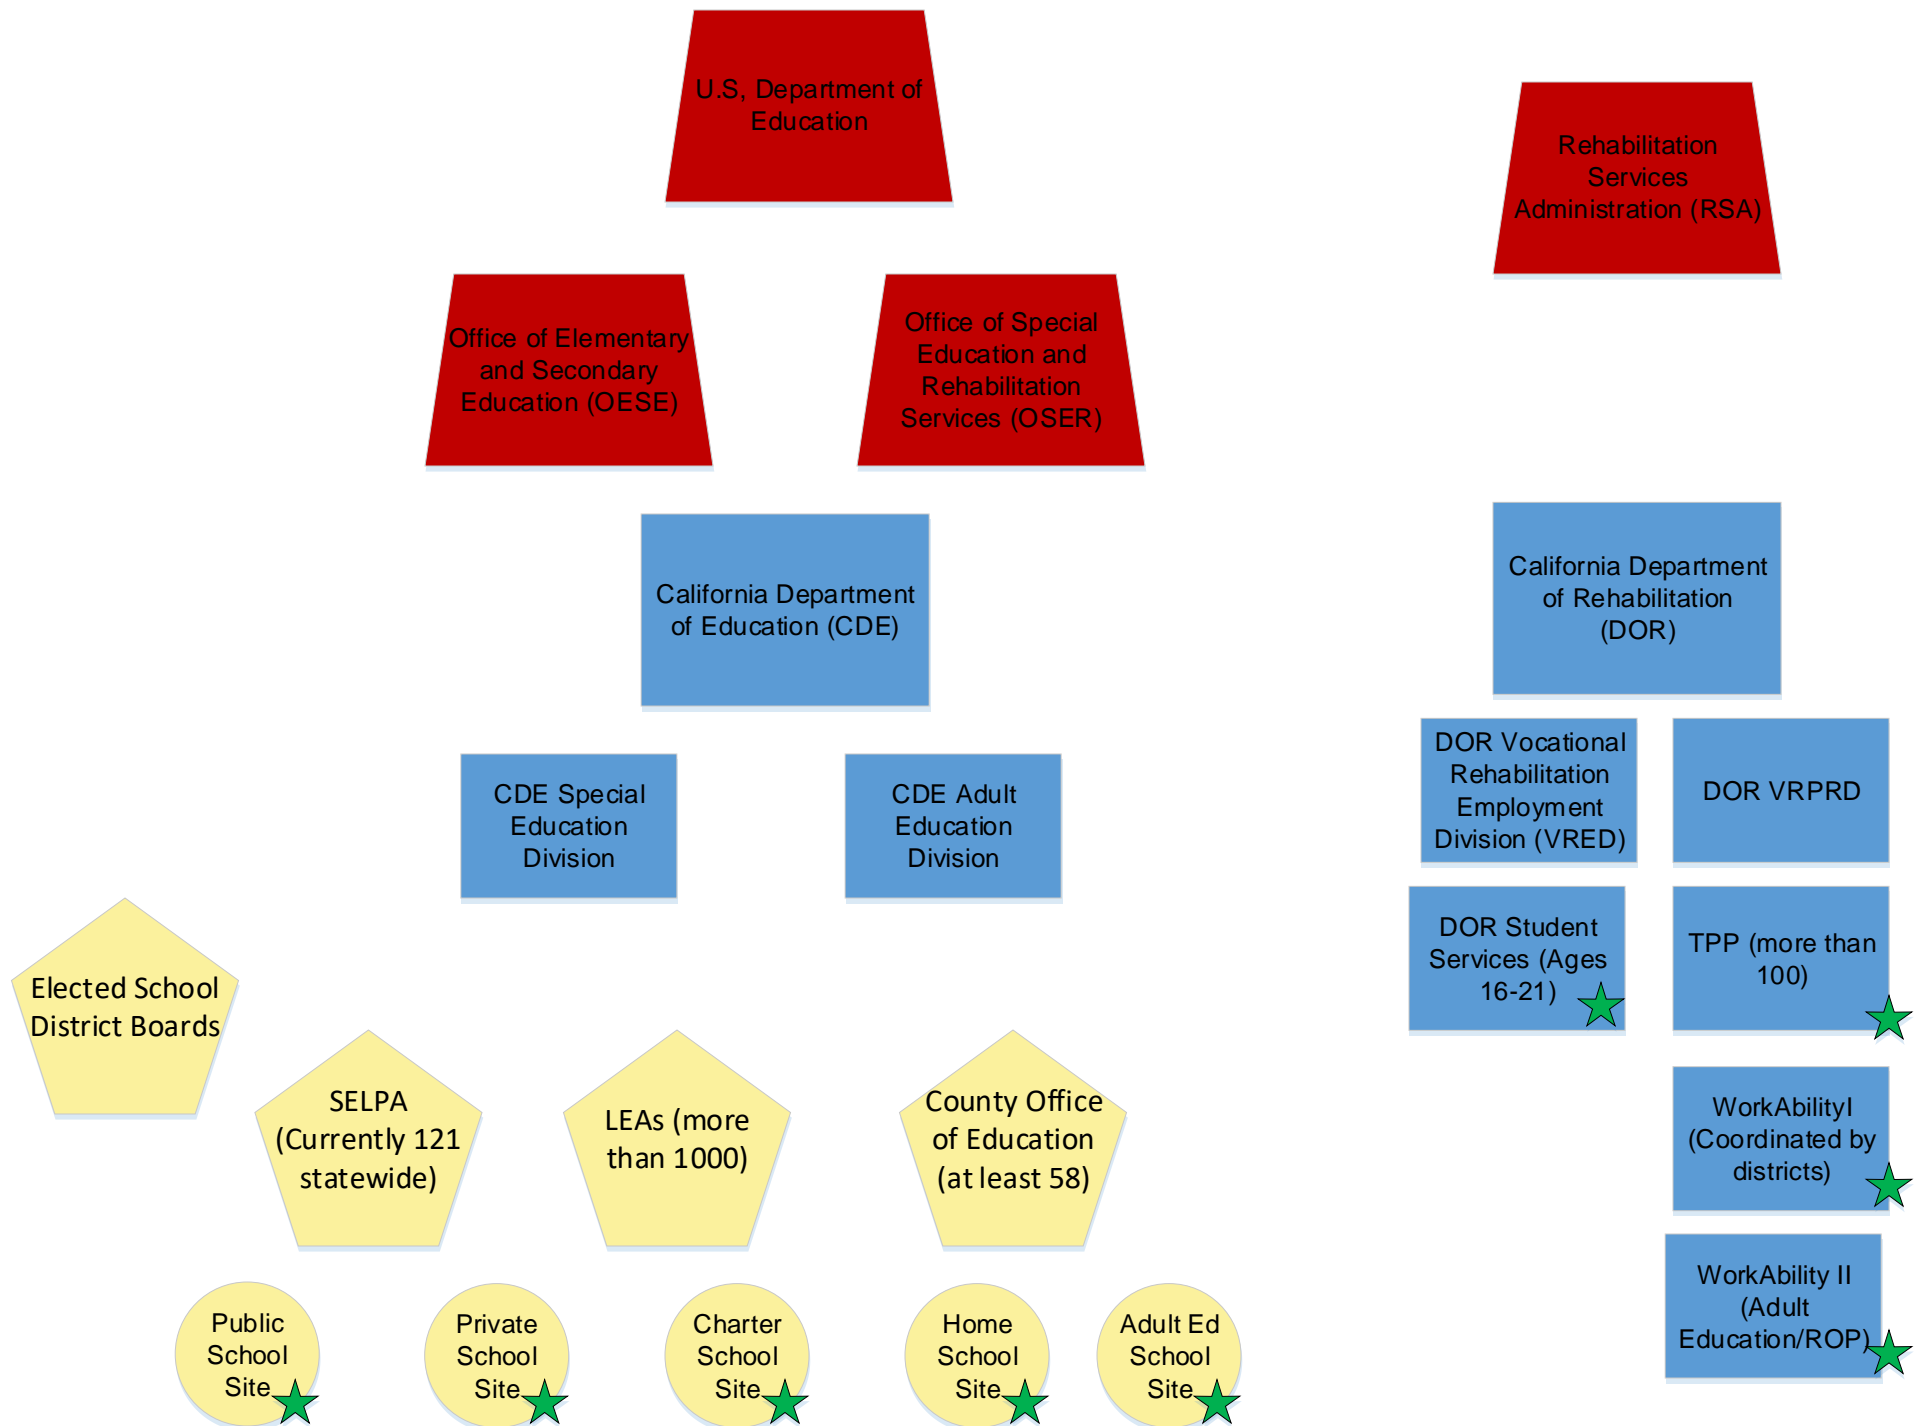 U.S, Department of
Education
Rehabilitation
Services
Administration (RSA)
Office of Elementary
and Secondary
Education (OESE)
Office of Special
Education and
Rehabilitation
Services (OSER)
California Department
of Education (CDE)
California Department
of Rehabilitation
(DOR)
CDE Special
Education
Division
CDE Adult
Education
Division
DOR Vocational
Rehabilitation
Employment
Division (VRED)
DOR VRPRD
DOR Student
Services (Ages
16-21)
TPP (more than
100)
Elected School
District Boards
SELPA
(Currently 121
statewide)
LEAs (more
than 1000)
County Office
of Education
(at least 58)
WorkAbilityI
(Coordinated by
districts)
WorkAbility II
(Adult
Education/ROP)
Public
School
Site
Private
School
Site
Charter
School
Site
Home
School
Site
Adult Ed
School
Site